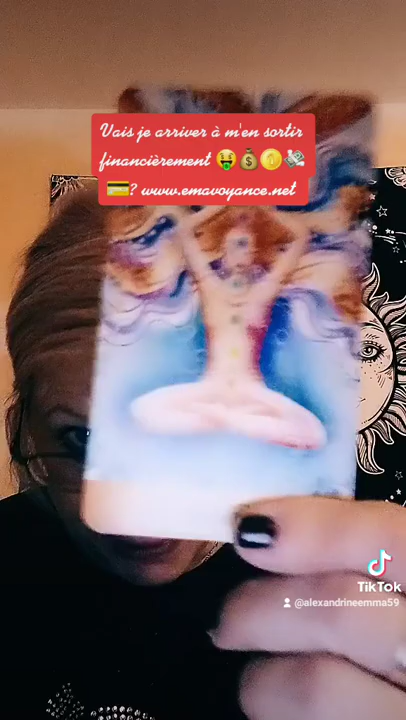 Vais je arriver à m'en sortir
financièrement 🤑💰🪙💸
💳? www.emavoyance.net
TikTok
@alexandrineemma59